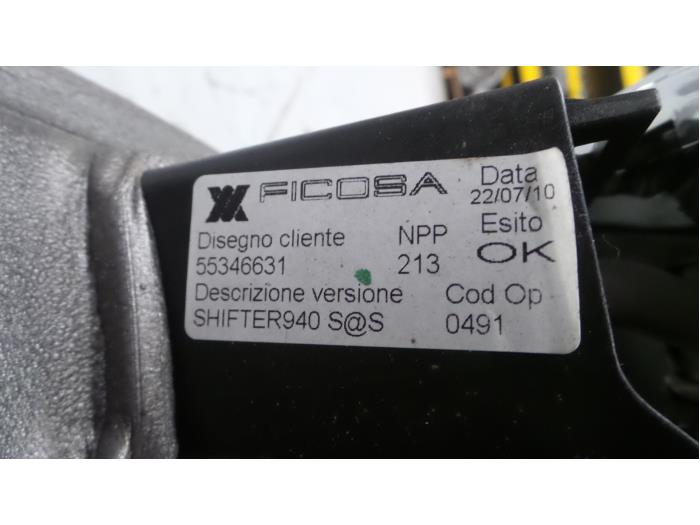 FICOSA Data
22/07/10
Disegno cliente NPP Esito
55346631 213 OK
Descrizione versione Cod Op
SHIFTER940 S@S 0491